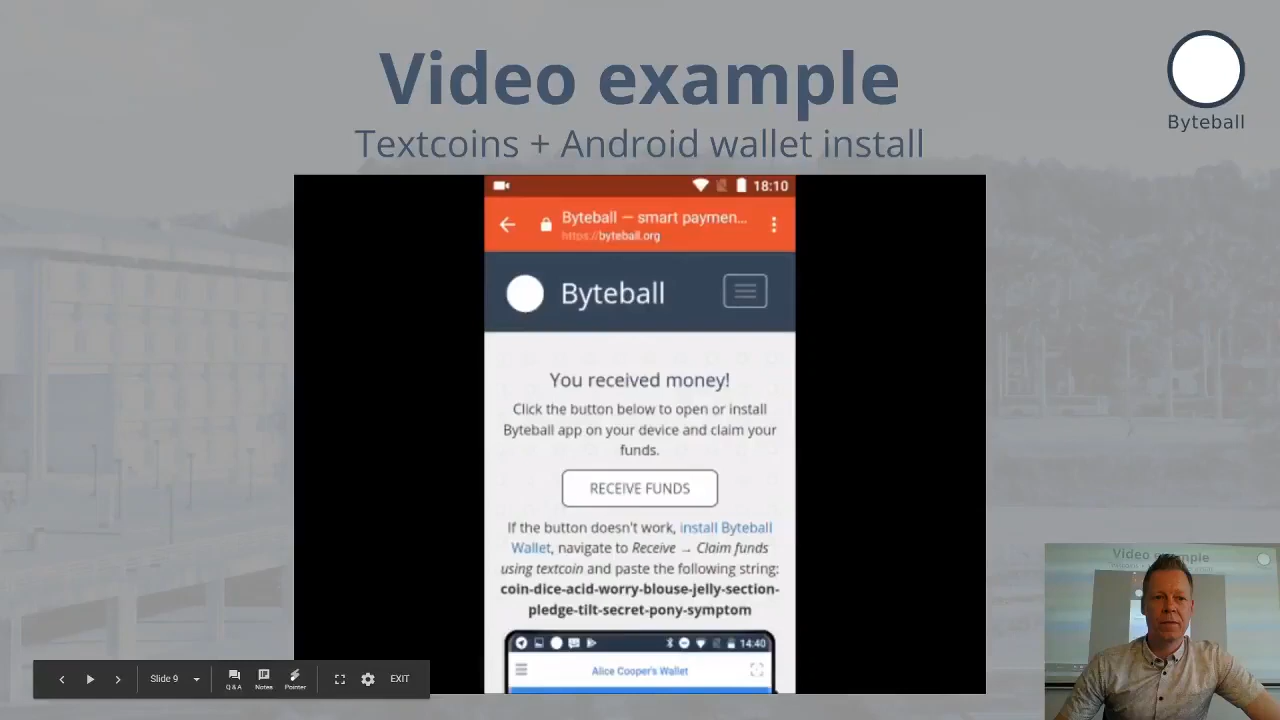 Video example
Textcoins + Android wallet install
Byteball
18:10
Byteball — smart paymen...
https://byteball.org
Byteball
You received money!
Click the button below to open or install
Byteball app on your device and claim your
funds.
RECEIVE FUNDS
If the button doesn't work, install Byteball
Wallet, navigate to Receive → Claim funds
using textcoin and paste the following string:
coin-dice-acid-worry-blouse-jelly-section-
pledge-tilt-secret-pony-symptom
14:40
Alice Cooper's Wallet
Video example
Slide 9
Q & A
Notes
Pointer
EXIT